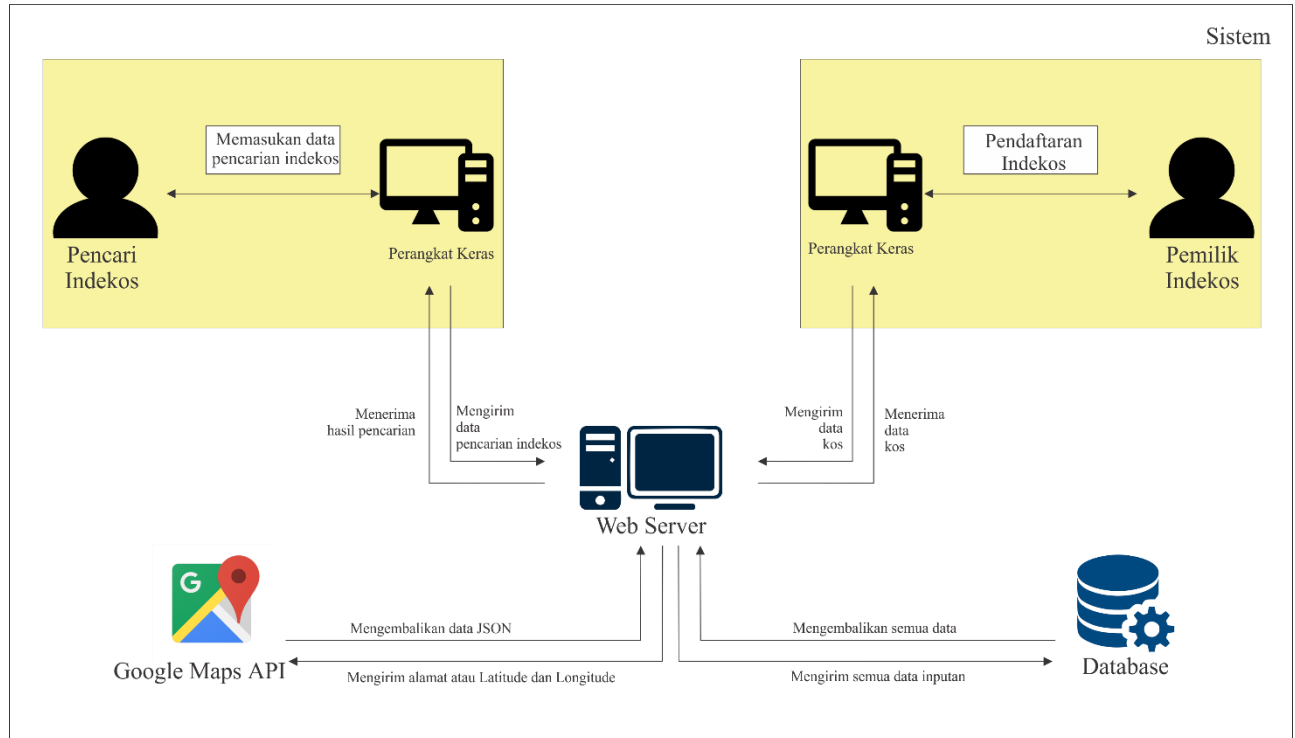 Sistem
Memasukan data
pencarian indekos
Pencari
Indekos
Perangkat Keras
Pendaftaran
Indekos
Perangkat Keras
Pemilik
Indekos
Menerima
hasil pencarian
Mengirim
data
pencarian indekos
Mengirim
data
kos
Menerima
data
kos
Web Server
G
Google Maps API
Mengembalikan data JSON
Mengirim alamat atau Latitude dan Longitude
Mengembalikan semua data
Mengirim semua data inputan
Database